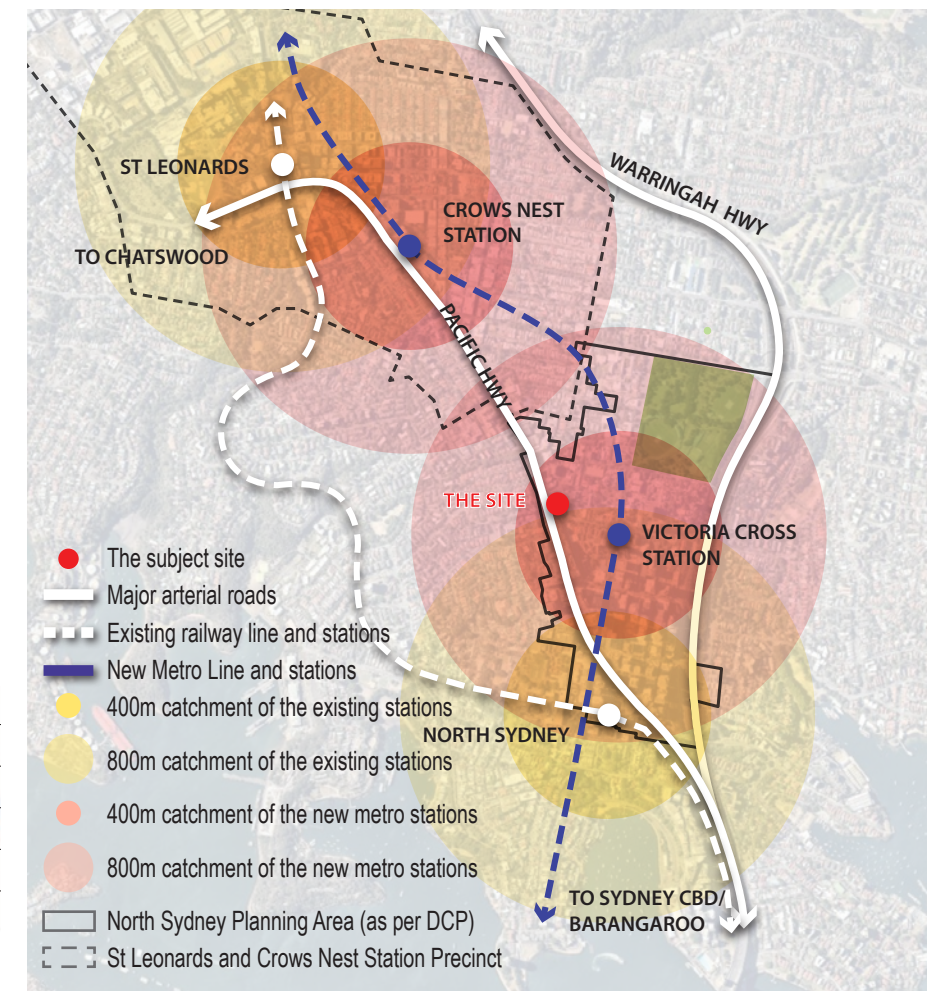 ST LEONARDS
TO CHATSWOOD
CROWS NEST
STATION
WARRINGAH HWY
PACIFIC HWY
THE SITE
VICTORIA CROSS
STATION
NORTH SYDNEY
TO SYDNEY CBD/
BARANGAROO
The subject site
Major arterial roads
Existing railway line and stations
New Metro Line and stations
400m catchment of the existing stations
800m catchment of the existing stations
400m catchment of the new metro stations
800m catchment of the new metro stations
North Sydney Planning Area (as per DCP)
St Leonards and Crows Nest Station Precinct